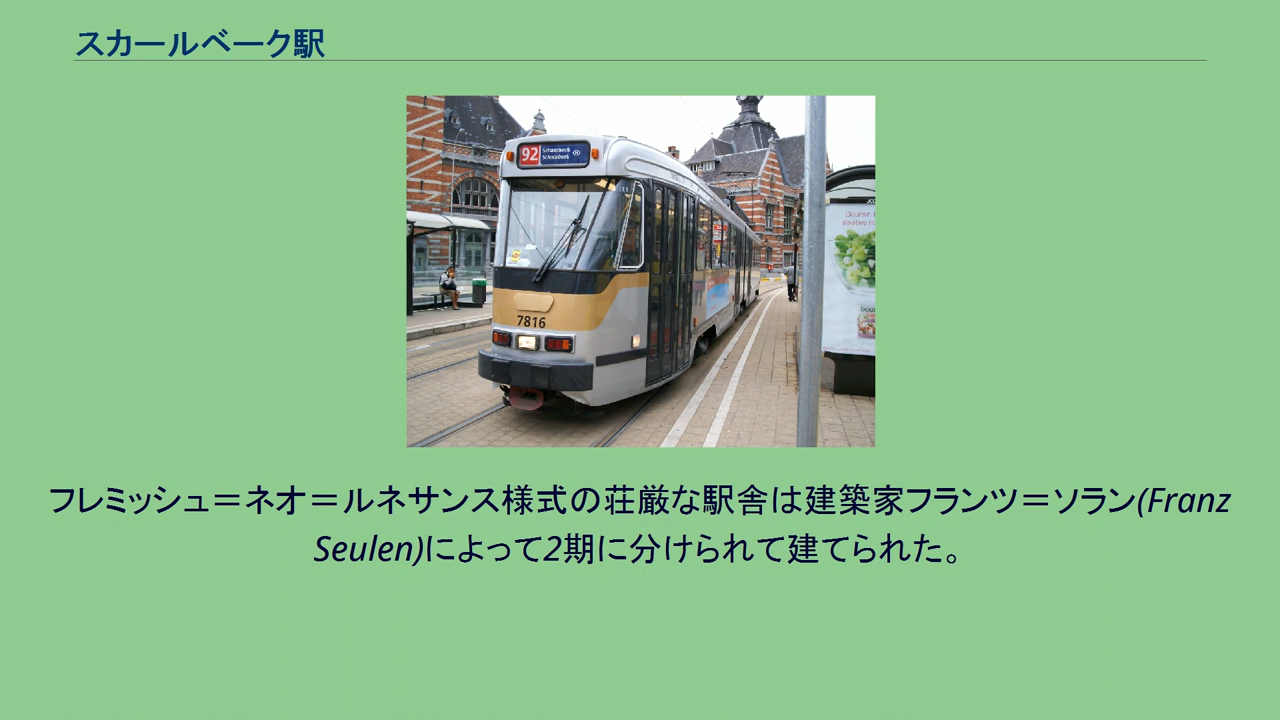 スカールベーク駅
92 Schaerbeek
Schaarbeek
7816
フレミッシュ＝ネオ＝ルネサンス様式の荘厳な駅舎は建築家フランツ＝ソラン(Franz
Seulen)によって2期に分けられて建てられた。